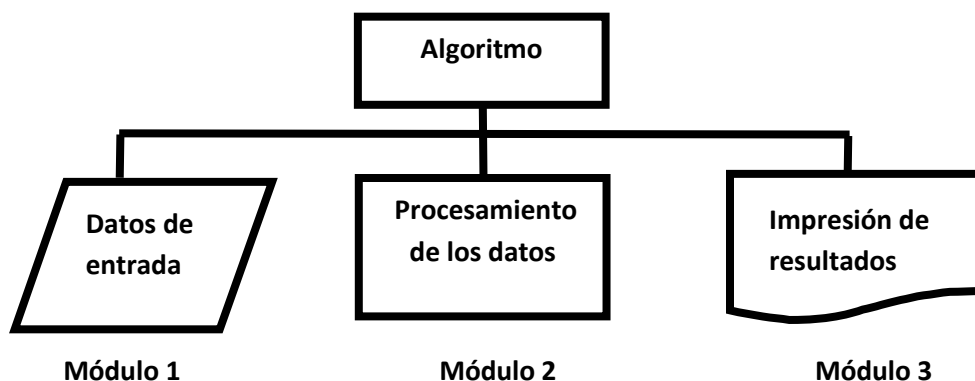 Algoritmo
Datos de
entrada
Procesamiento
de los datos
Impresión de
resultados
Módulo 1
Módulo 2
Módulo 3